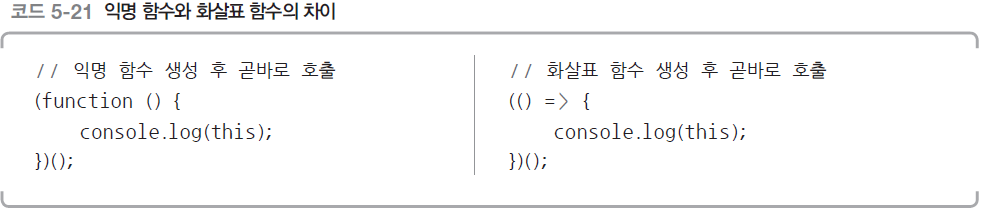 코드 5-21 익명 함수와 화살표 함수의 차이
// 익명 함수 생성 후 곧바로 호출
(function () {
    console.log(this);
})();
// 화살표 함수 생성 후 곧바로 호출
(() => {
    console.log(this);
})();